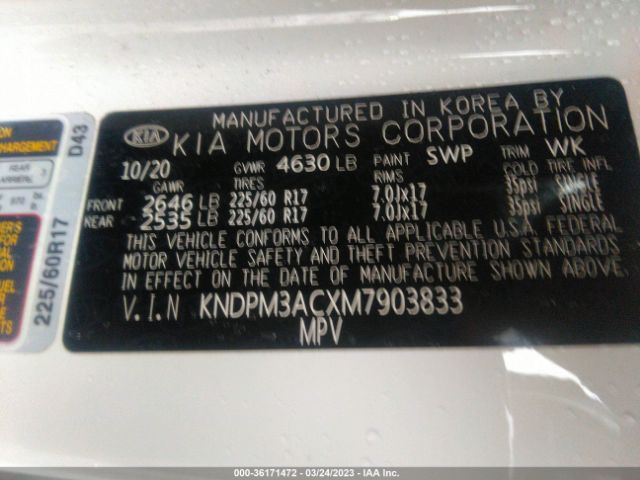 MANUFACTURED IN KOREA BY
KIA KIA MOTORS CORPORATION
10/20 GVWR 4630 LB PAINT SWP TRIM WK
GAWR TIRES RIMS COLD TIRE INFL
FRONT 2646 LB 225/60 R17 7.0Jx17 35psi SINGLE
REAR 2535 LB 225/60 R17 7.0Jx17 35psi SINGLE
THIS VEHICLE CONFORMS TO ALL APPLICABLE U.S.A. FEDERAL
MOTOR VEHICLE SAFETY AND THEFT PREVENTION STANDARDS
IN EFFECT ON THE DATE OF MANUFACTURE SHOWN ABOVE.
V.I.N KNDPM3ACXM7903833
MPV
D43
225/60R17
REAR
000-36171472 — 03/24/2023 — IAA Inc.